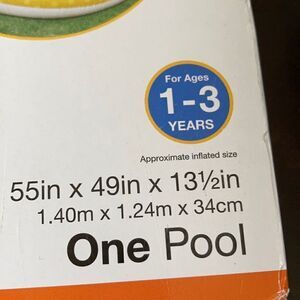 For Ages
1-3
YEARS
Approximate inflated size
55in x 49in x 13½in
1.40m x 1.24m x 34cm
One Pool